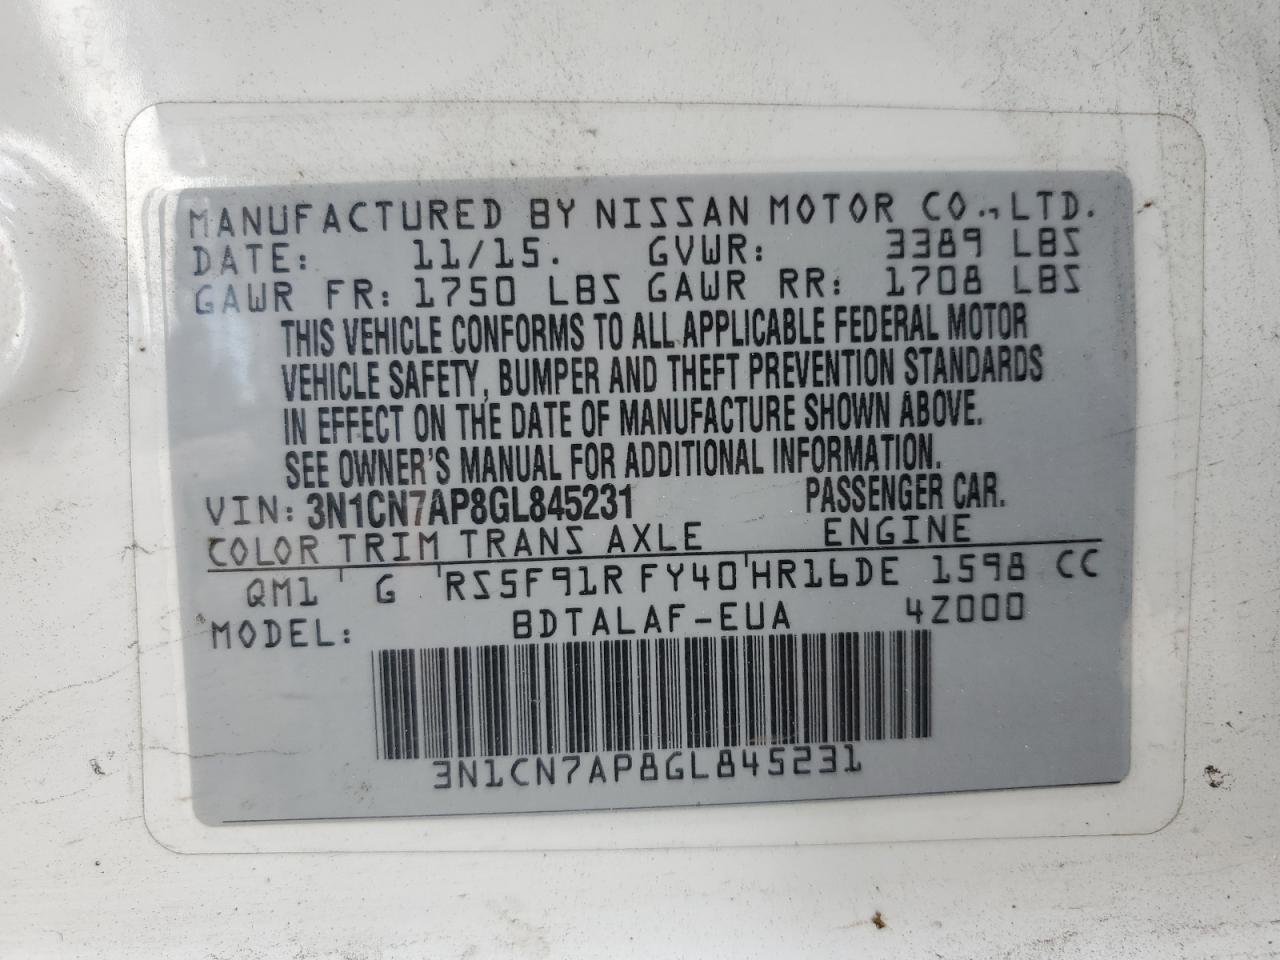 MANUFACTURED BY NISSAN MOTOR CO., LTD.
DATE: 11/15. GVWR: 3389 LBS
GAWR FR: 1750 LBS GAWR RR: 1708 LBS
THIS VEHICLE CONFORMS TO ALL APPLICABLE FEDERAL MOTOR
VEHICLE SAFETY, BUMPER AND THEFT PREVENTION STANDARDS
IN EFFECT ON THE DATE OF MANUFACTURE SHOWN ABOVE.
SEE OWNER'S MANUAL FOR ADDITIONAL INFORMATION.
VIN: 3N1CN7AP8GL845231 PASSENGER CAR.
COLOR TRIM TRANS AXLE ENGINE
QM1 G RS5F91R FY40 HR16DE 1598 CC
MODEL: BDTALAF-EUA 4Z000
3N1CN7AP8GL845231